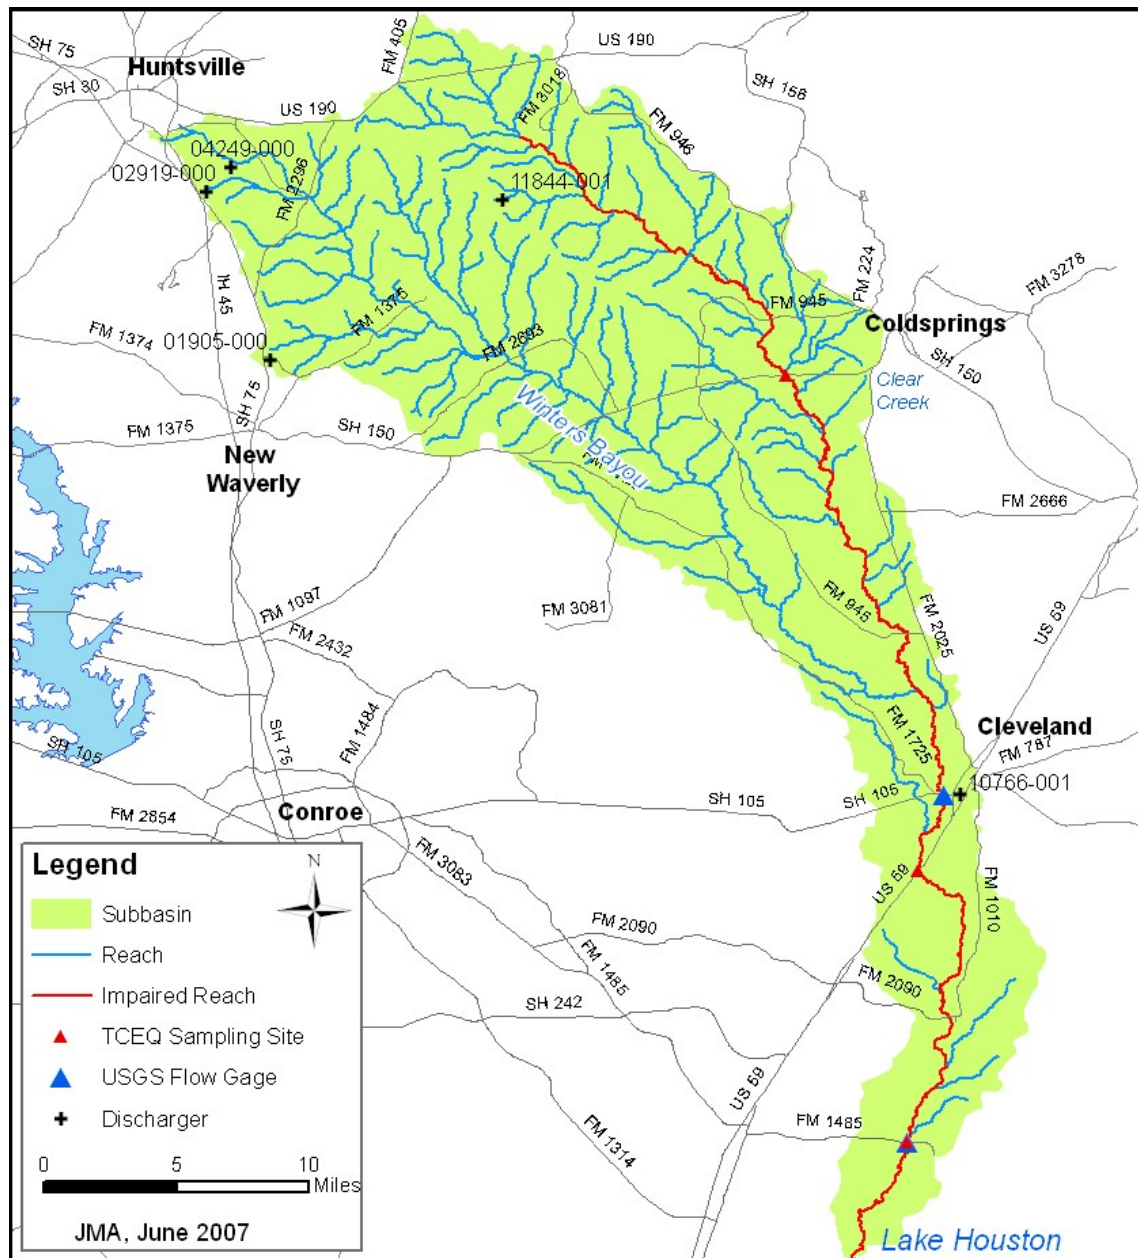 SH 75
FM 405
US 190
Huntsville
SH 30
FM 3018
SH 156
US 190
FM 946
04249-000
02919-000
11844-001
FM 2296
IH 45
FM 224
FM 3278
FM 945
FM 1375
Coldsprings
FM 1374
01905-000
FM 2693
SH 150
Clear
Creek
SH 75
Winters Bayou
FM 1375
SH 150
New
Waverly
FM 2666
FM 1097
FM 3081
FM 945
FM 2025
US 59
FM 2432
FM 1484
SH 75
FM 1725
Cleveland
FM 787
SH 105
10766-001
SH 105
SH 105
Conroe
FM 2854
FM 3083
US 59
FM 1010
Legend
N
Subbasin
Reach
Impaired Reach
TCEQ Sampling Site
USGS Flow Gage
Discharger
0 5 10
Miles
JMA, June 2007
FM 2090
FM 1485
FM 2090
SH 242
US 59
FM 1485
FM 1314
Lake Houston